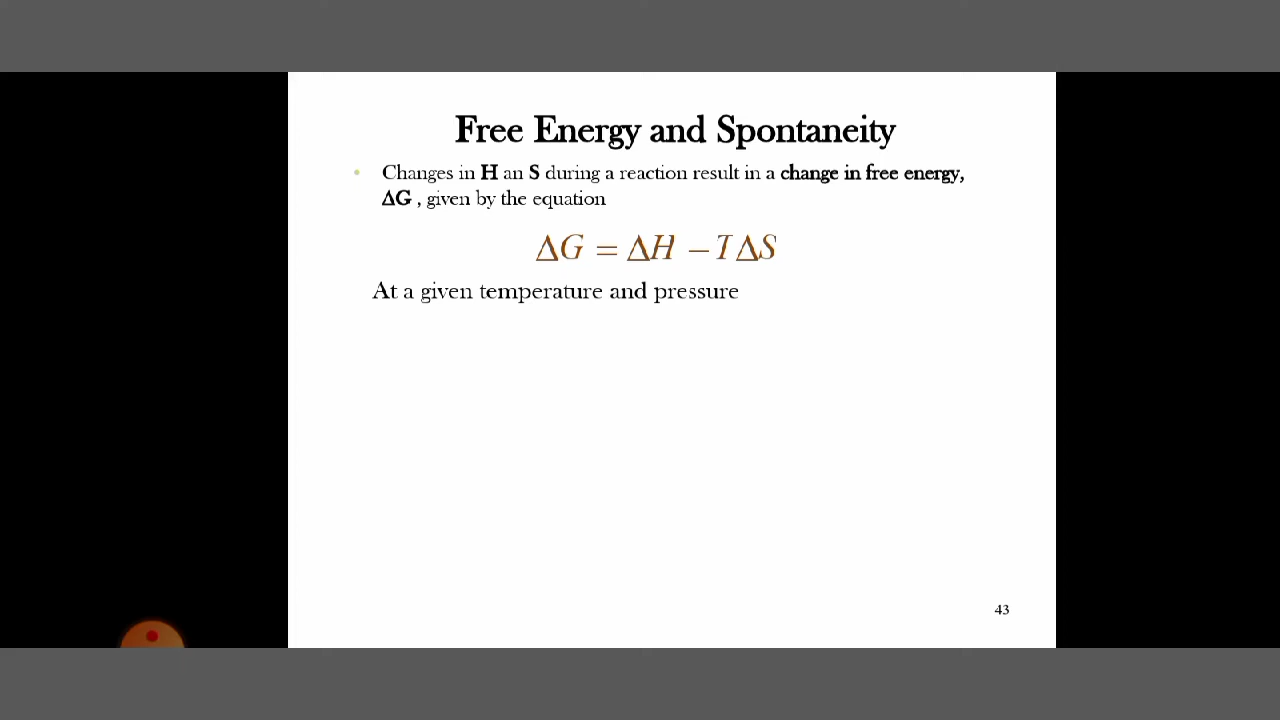 Free Energy and Spontaneity
• Changes in H an S during a reaction result in a change in free energy,
ΔG , given by the equation
ΔG = ΔH − TΔS
At a given temperature and pressure
43